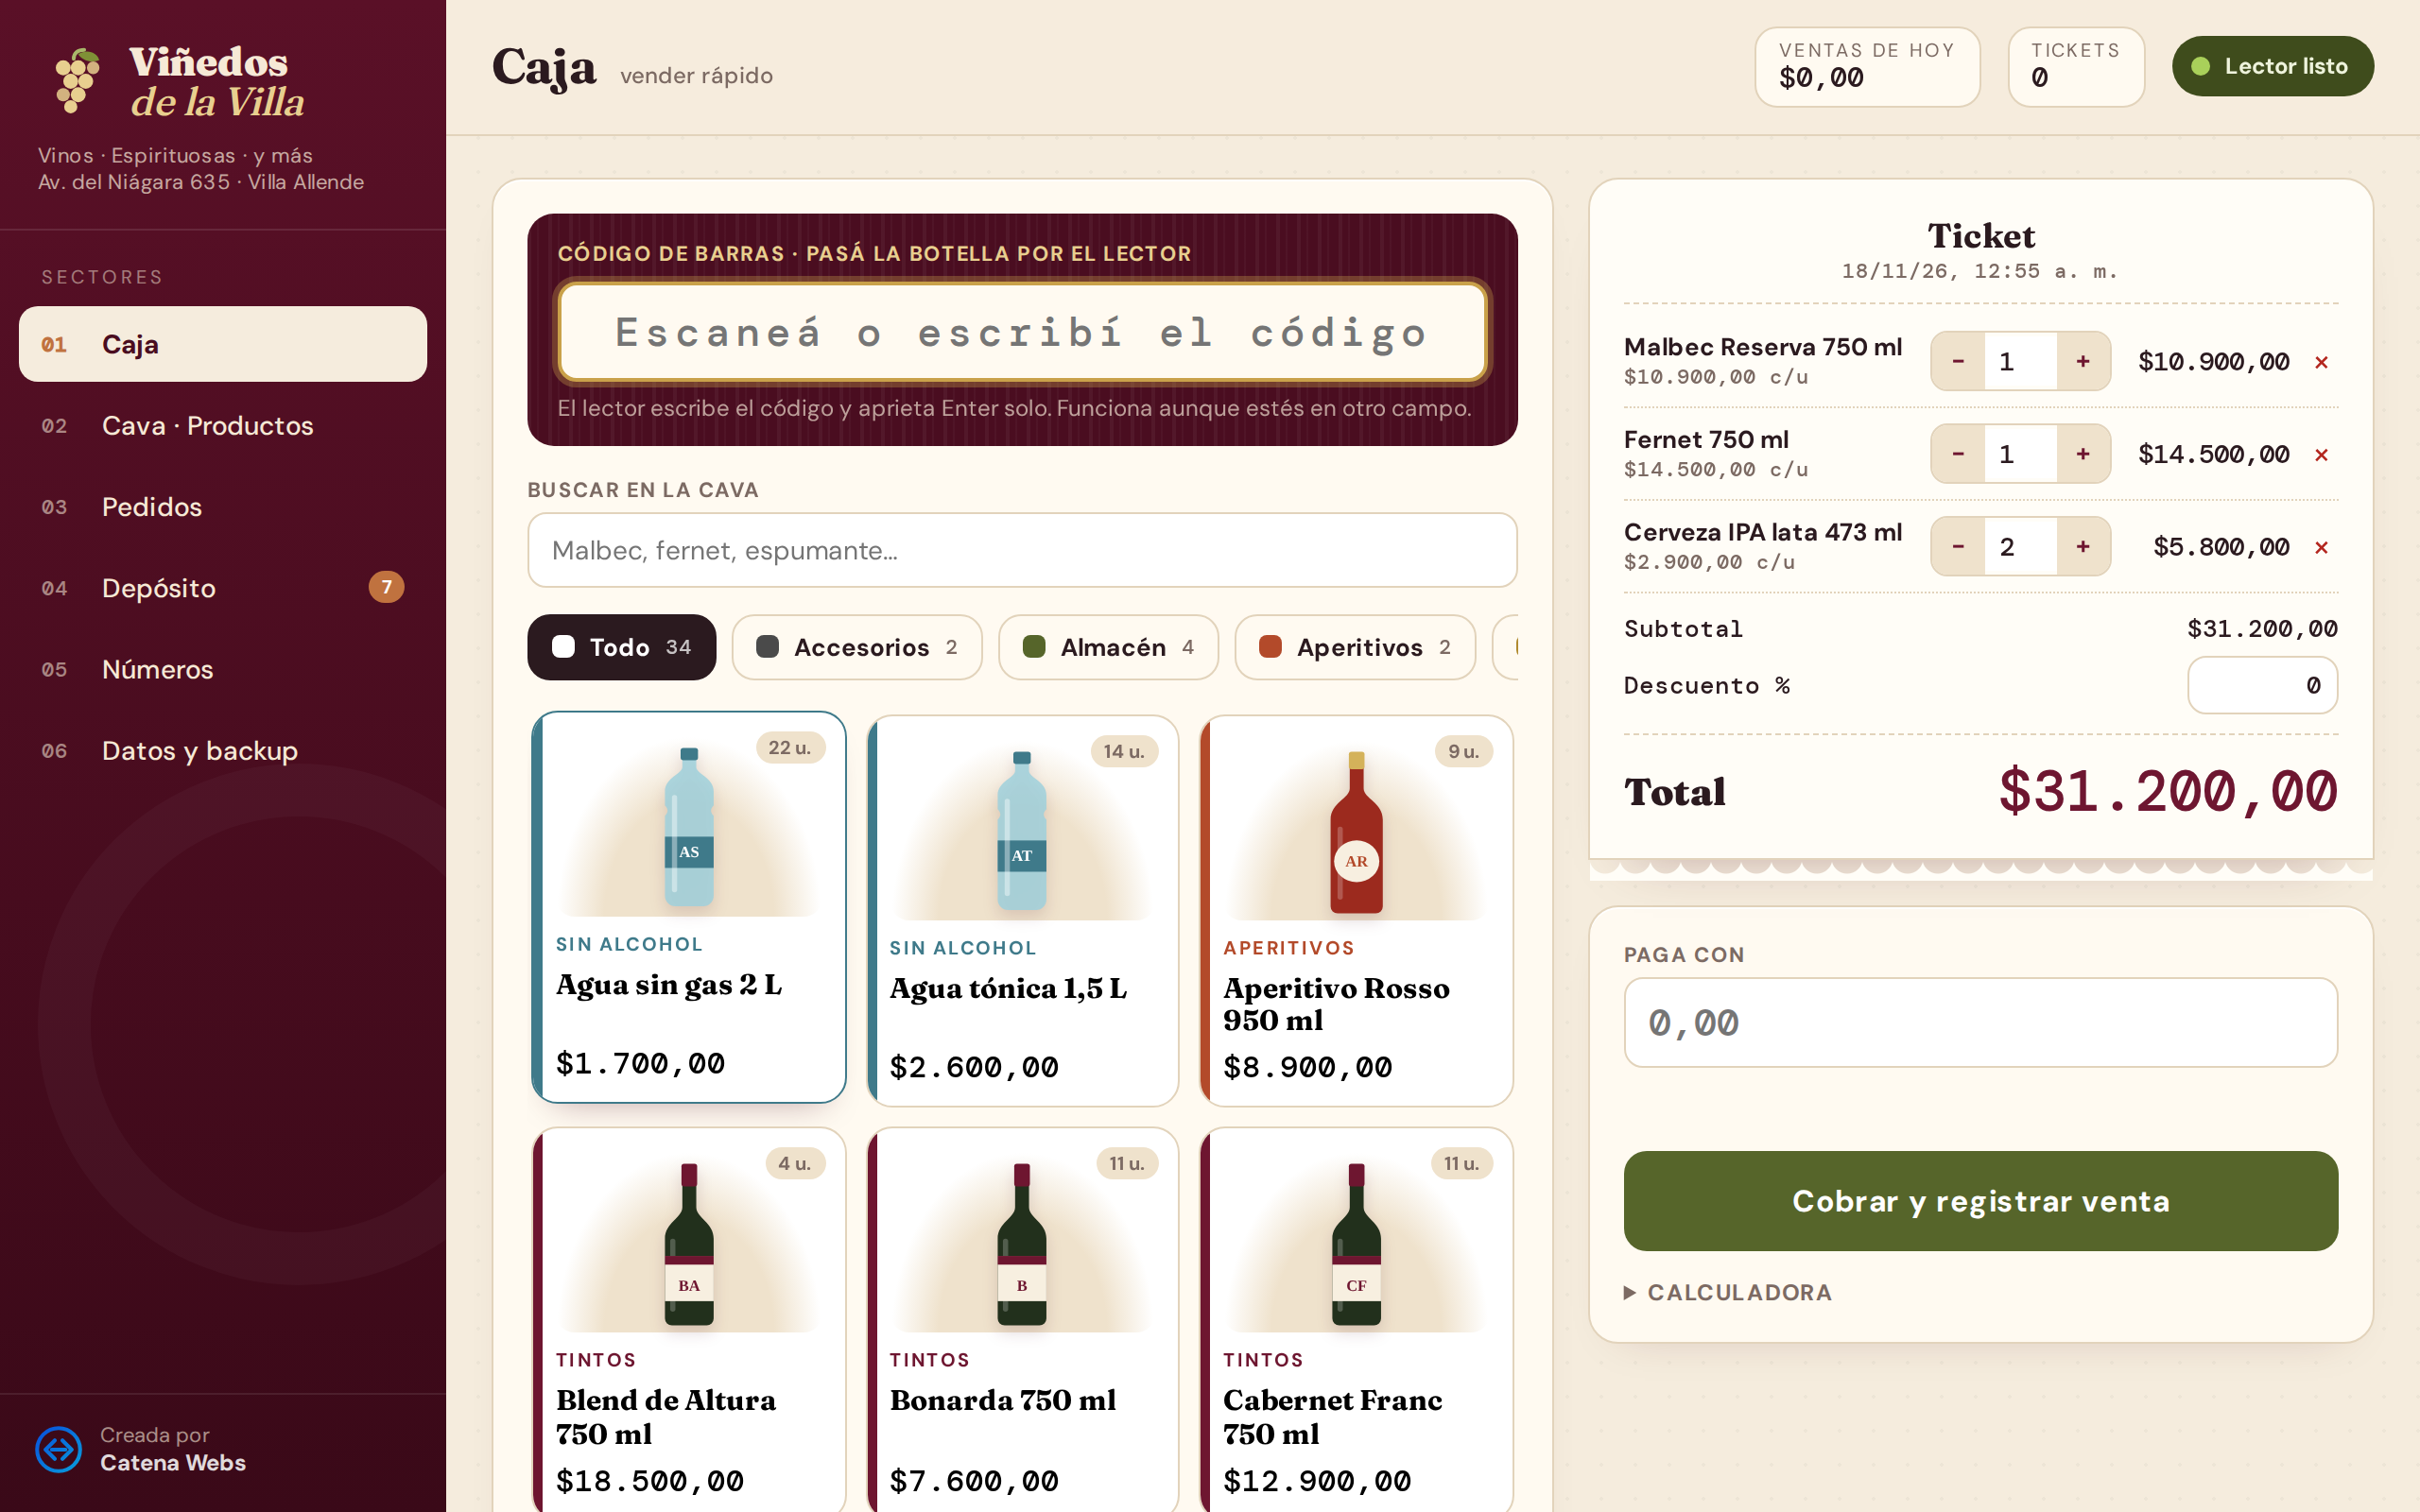 Viñedos
de la Villa
Vinos · Espirituosas · y más
Av. del Niágara 635 · Villa Allende
SECTORES
01 Caja
02 Cava · Productos
03 Pedidos
04 Depósito 7
05 Números
06 Datos y backup
Creada por
Catena Webs
Caja vender rápido
VENTAS DE HOY
$0,00
TICKETS
0
Lector listo
CÓDIGO DE BARRAS · PASÁ LA BOTELLA POR EL LECTOR
Escaneá o escribí el código
El lector escribe el código y aprieta Enter solo. Funciona aunque estés en otro campo.
BUSCAR EN LA CAVA
Malbec, fernet, espumante...
Todo 34 Accesorios 2 Almacén 4 Aperitivos 2
22 u.
AS
SIN ALCOHOL
Agua sin gas 2 L
$1.700,00
14 u.
AT
SIN ALCOHOL
Agua tónica 1,5 L
$2.600,00
9 u.
AR
APERITIVOS
Aperitivo Rosso
950 ml
$8.900,00
4 u.
BA
TINTOS
Blend de Altura
750 ml
$18.500,00
11 u.
B
TINTOS
Bonarda 750 ml
$7.600,00
11 u.
CF
TINTOS
Cabernet Franc
750 ml
$12.900,00
Ticket
18/11/26, 12:55 a. m.
Malbec Reserva 750 ml
$10.900,00 c/u
− 1 + $10.900,00 ×
Fernet 750 ml
$14.500,00 c/u
− 1 + $14.500,00 ×
Cerveza IPA lata 473 ml
$2.900,00 c/u
− 2 + $5.800,00 ×
Subtotal $31.200,00
Descuento % 0
Total $31.200,00
PAGA CON
0,00
Cobrar y registrar venta
▶ CALCULADORA